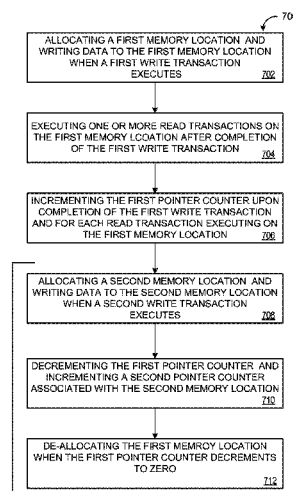 70
ALLOCATING A FIRST MEMORY LOCATION AND
WRITING DATA TO THE FIRST MEMORY LOCATION
WHEN A FIRST WRITE TRANSACTION
EXECUTES
702
EXECUTING ONE OR MORE READ TRANSACTIONS ON
THE FIRST MEMORY LCOATION AFTER COMPLETION
OF THE FIRST WRITE TRANSACTION
704
INCREMENTING THE FIRST POINTER COUNTER UPON
COMPLETION OF THE FIRST WRITE TRANSACTION
AND FOR EACH READ TRANSACTION EXECUTING ON
THE FIRST MEMORY LOCATION
706
ALLOCATING A SECOND MEMORY LOCATION AND
WRITING DATA TO THE SECOND MEMORY LOCATION
WHEN A SECOND WRITE TRANSACTION
EXECUTES
708
DECREMENTING THE FIRST POINTER COUNTER AND
INCREMENTING A SECOND POINTER COUNTER
ASSOCIATED WITH THE SECOND MEMORY LOCATION
710
DE-ALLOCATING THE FIRST MEMROY LOCATION
WHEN THE FIRST POINTER COUNTER DECREMENTS
TO ZERO
712